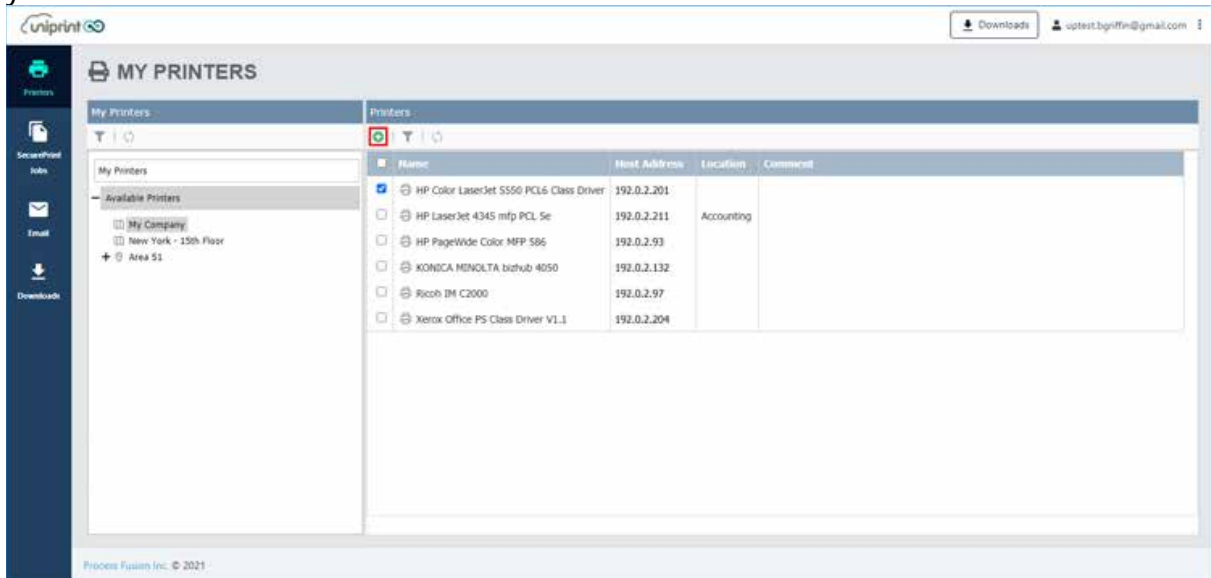 uniprint
Downloads
uptest.bgriffin@gmail.com
Printers
MY PRINTERS
My Printers
Printers
SecurePrint
Jobs
My Printers
Name Host Address Location Comment
Available Printers
HP Color LaserJet 5550 PCL6 Class Driver 192.0.2.201
My Company
HP LaserJet 4345 mfp PCL 5e 192.0.2.211 Accounting
New York - 15th Floor
Email
HP PageWide Color MFP 586 192.0.2.93
Area 51
KONICA MINOLTA bizhub 4050 192.0.2.132
Downloads
Ricoh IM C2000 192.0.2.97
Xerox Office PS Class Driver V1.1 192.0.2.204
Process Fusion Inc. © 2021